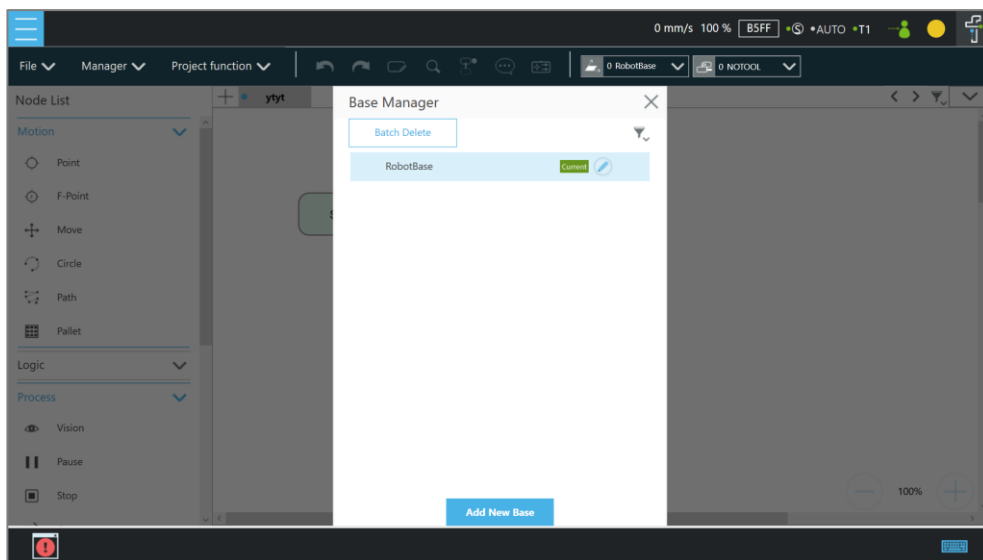 0 mm/s 100 % B5FF •Ⓢ •AUTO •T1
File Manager Project function 0 RobotBase 0 NOTOOL
Node List
ytyt
Base Manager
Motion
Batch Delete
Point
RobotBase
Current
F-Point
Move
Circle
Path
Pallet
Logic
Process
Vision
Pause
Stop
100%
Add New Base